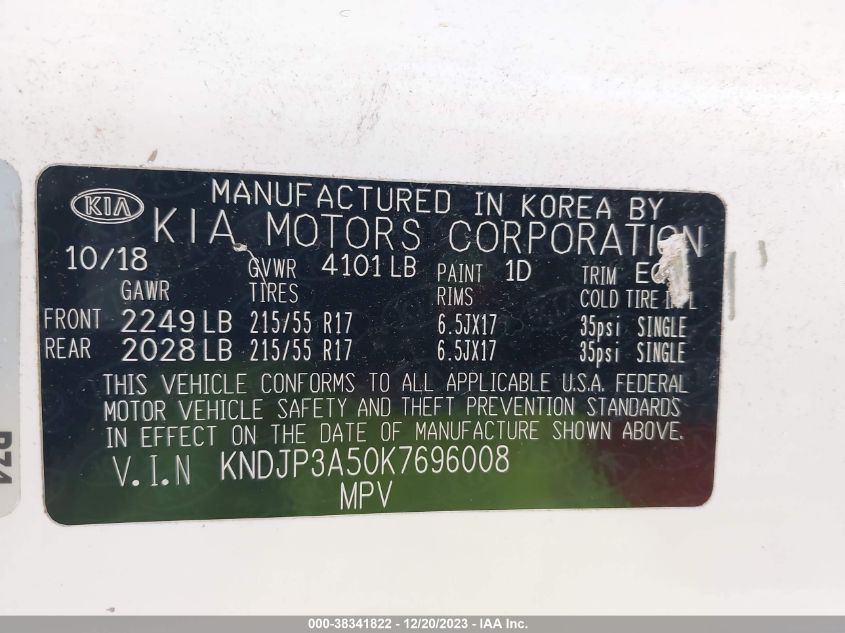 KIA
MANUFACTURED IN KOREA BY
KIA MOTORS CORPORATION
10/18 GVWR 4101 LB PAINT 1D TRIM
GAWR TIRES RIMS COLD TIRE
FRONT 2249 LB 215/55 R17 6.5JX17 35psi SINGLE
REAR 2028 LB 215/55 R17 6.5JX17 35psi SINGLE
THIS VEHICLE CONFORMS TO ALL APPLICABLE U.S.A. FEDERAL
MOTOR VEHICLE SAFETY AND THEFT PREVENTION STANDARDS
IN EFFECT ON THE DATE OF MANUFACTURE SHOWN ABOVE.
V.I.N KNDJP3A50K7696008
MPV
000-38341822 - 12/20/2023 - IAA Inc.